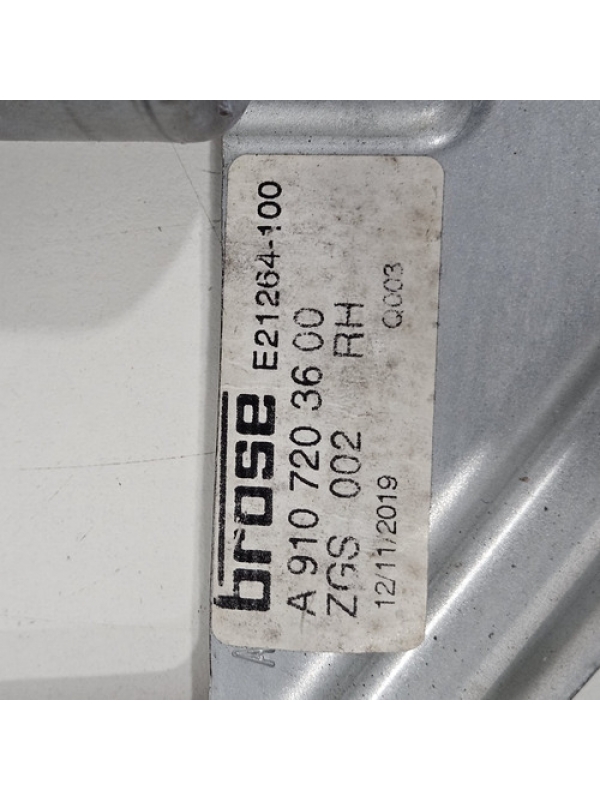 brose E21264-100
A 910 720 36 00
ZGS 002 RH
12/11/2019 Q003
A